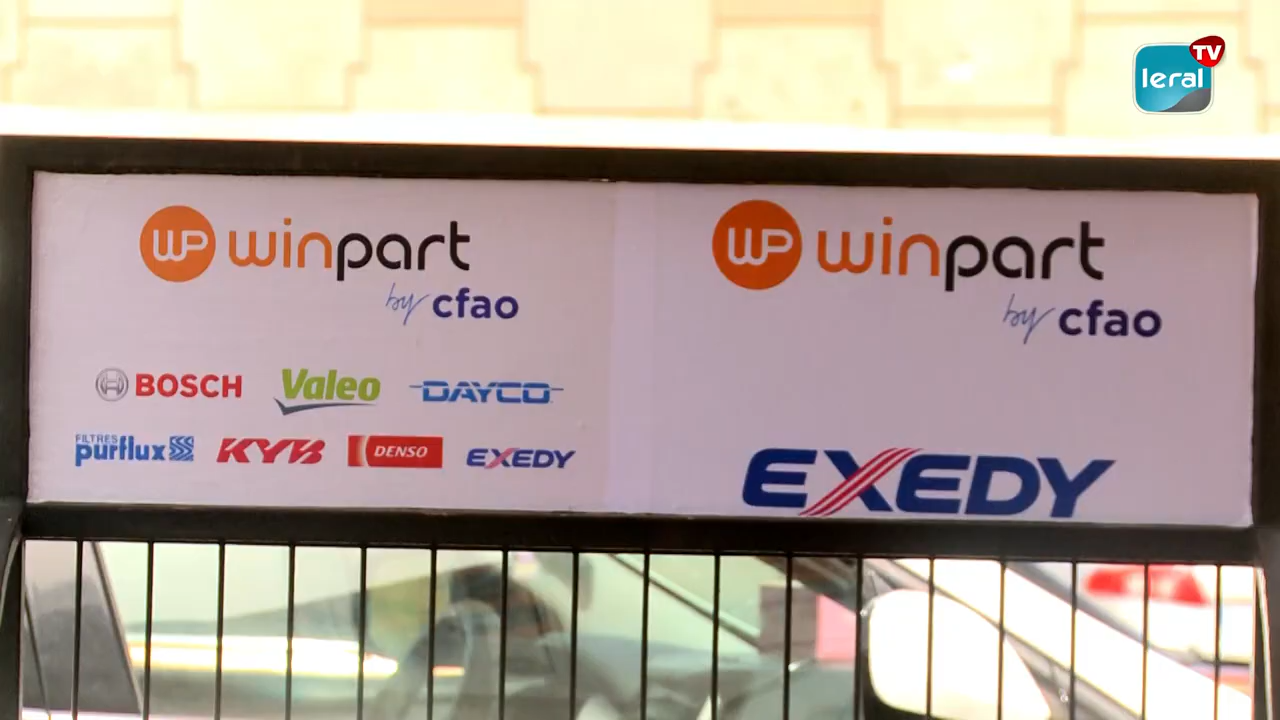 TV
leral
WP winpart
by cfao
BOSCH Valeo DAYCO
FILTRES
purflux KYB DENSO EXEDY
WP winpart
by cfao
EXEDY